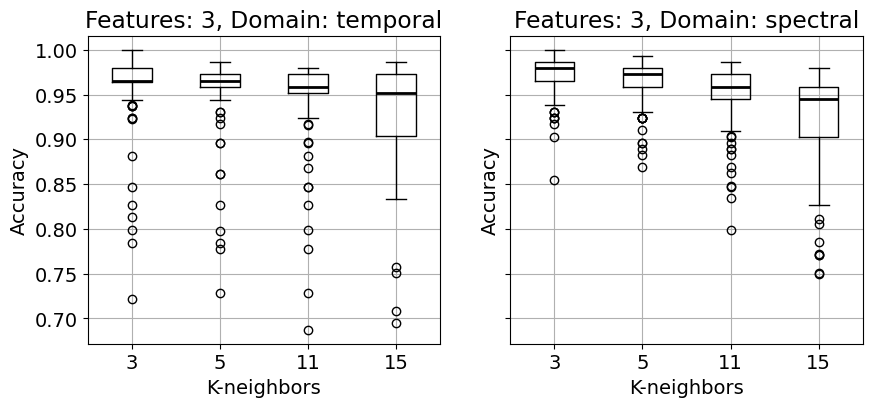 Features: 3, Domain: temporal
Accuracy
1.00
0.95
0.90
0.85
0.80
0.75
0.70
3 5 11 15
K-neighbors
Features: 3, Domain: spectral
Accuracy
3 5 11 15
K-neighbors